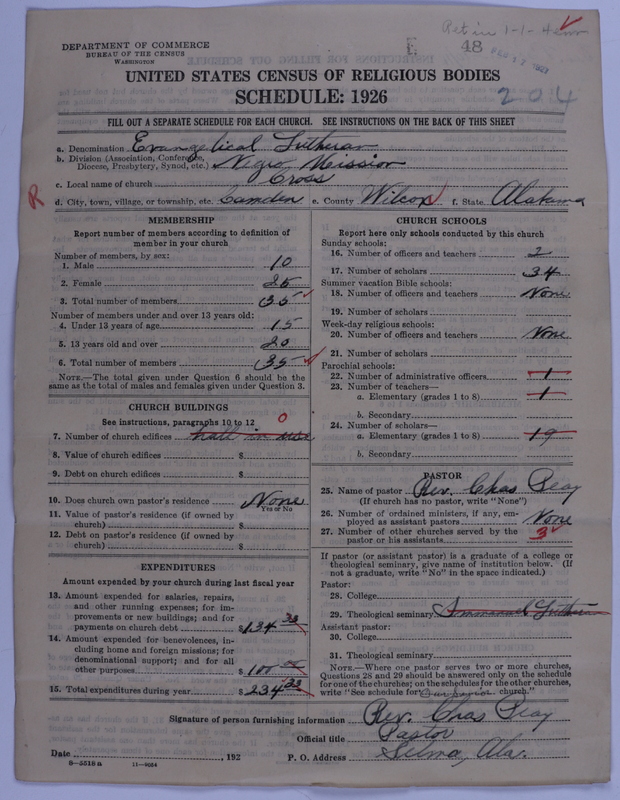 Ret in 1-1-
E. 48
DEPARTMENT OF COMMERCE
BUREAU OF THE CENSUS
WASHINGTON
UNITED STATES CENSUS OF RELIGIOUS BODIES
SCHEDULE: 1926
204
FILL OUT A SEPARATE SCHEDULE FOR EACH CHURCH. SEE INSTRUCTIONS ON THE BACK OF THIS SHEET
a. Denomination Evangelical Lutheran
b. Division (Association, Conference, Diocese, Presbytery, Synod, etc.) Negro Mission
c. Local name of church Cross
R d. City, town, village, or township, etc. Camden e. County Wilcox f. State Alabama
MEMBERSHIP
Report number of members according to definition of
member in your church
Number of members, by sex:
1. Male 10
2. Female 25
3. Total number of members 35
Number of members under and over 13 years old:
4. Under 13 years of age 15
5. 13 years old and over 20
6. Total number of members 35
NOTE.—The total given under Question 6 should be the
same as the total of males and females given under Question 3.
CHURCH BUILDINGS
See instructions, paragraphs 10 to 12
0
7. Number of church edifices hall in use
8. Value of church edifices $
9. Debt on church edifices $
10. Does church own pastor's residence None
Yes or No
11. Value of pastor's residence (if owned by
church) $
12. Debt on pastor's residence (if owned by
church) $
EXPENDITURES
Amount expended by your church during last fiscal year
13. Amount expended for salaries, repairs,
and other running expenses; for im-
provements or new buildings; and for
payments on church debt $134 33
14. Amount expended for benevolences, in-
cluding home and foreign missions; for
denominational support; and for all
other purposes $100
15. Total expenditures during year $234 33
CHURCH SCHOOLS
Report here only schools conducted by this church
Sunday schools:
16. Number of officers and teachers 2
17. Number of scholars 34
Summer vacation Bible schools:
18. Number of officers and teachers None
19. Number of scholars
Week-day religious schools:
20. Number of officers and teachers None
21. Number of scholars
Parochial schools:
22. Number of administrative officers 1
23. Number of teachers—
a. Elementary (grades 1 to 8) 1
b. Secondary
24. Number of scholars—
a. Elementary (grades 1 to 8) 19
b. Secondary
PASTOR
25. Name of pastor Rev. Chas Peay
(If church has no pastor, write "None")
26. Number of ordained ministers, if any, em-
ployed as assistant pastors None
27. Number of other churches served by the
pastor or his assistants 3
If pastor (or assistant pastor) is a graduate of a college or
theological seminary, give name of institution below. (If
not a graduate, write "No" in the space indicated.)
Pastor:
28. College
29. Theological seminary Immanuel Lutheran
Assistant pastor:
30. College
31. Theological seminary
NOTE.—Where one pastor serves two or more churches,
Questions 28 and 29 should be answered only on the schedule
for one of the churches; on the schedules for the other churches,
write "See schedule for church."
Signature of person furnishing information Rev. Chas Peay
Official title Pastor
Date , 192 P. O. Address Selma, Ala.
8—5518 a 11—9084